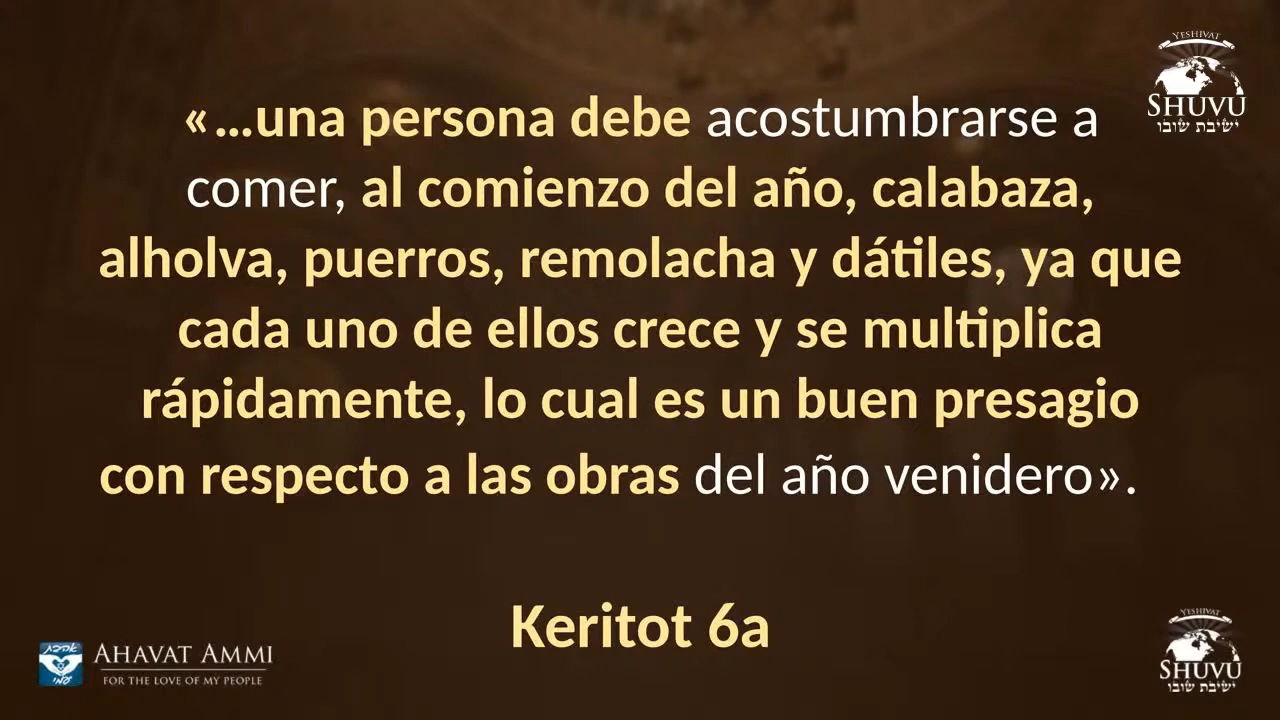 YESHIVAT
SHUVU
ישיבת שובו
«…una persona debe acostumbrarse a
comer, al comienzo del año, calabaza,
alholva, puerros, remolacha y dátiles, ya que
cada uno de ellos crece y se multiplica
rápidamente, lo cual es un buen presagio
con respecto a las obras del año venidero».
Keritot 6a
אהבת
עמי
AHAVAT AMMI
FOR THE LOVE OF MY PEOPLE
YESHIVAT
SHUVU
ישיבת שובו